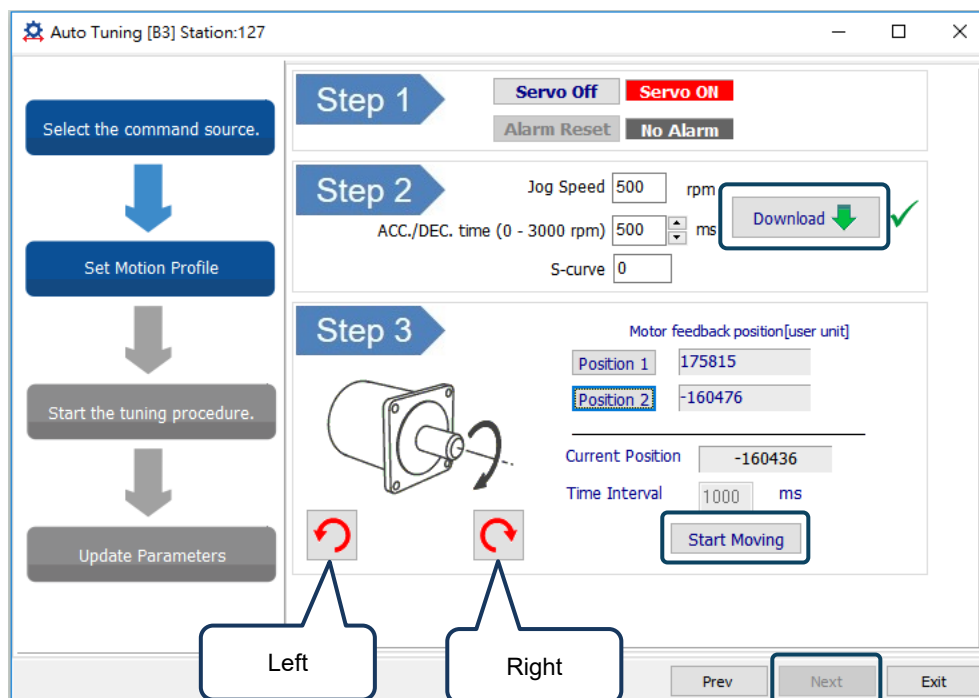 Auto Tuning [B3] Station:127
Select the command source.
Set Motion Profile
Start the tuning procedure.
Update Parameters
Step 1
Servo Off Servo ON
Alarm Reset No Alarm
Step 2
Jog Speed 500 rpm
ACC./DEC. time (0 - 3000 rpm) 500 ms
S-curve 0
Download
Step 3
Motor feedback position[user unit]
Position 1 175815
Position 2 -160476
Current Position -160436
Time Interval 1000 ms
Start Moving
Left
Right
Prev Next Exit